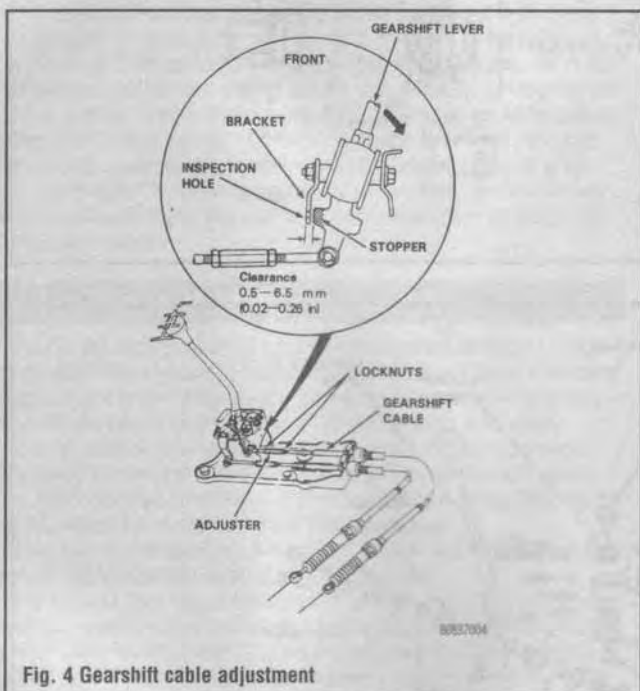 GEARSHIFT LEVER
FRONT
BRACKET
INSPECTION
HOLE
STOPPER
Clearance
0.5—6.5 mm
(0.02—0.26 in)
LOCKNUTS
GEARSHIFT
CABLE
ADJUSTER
Fig. 4 Gearshift cable adjustment